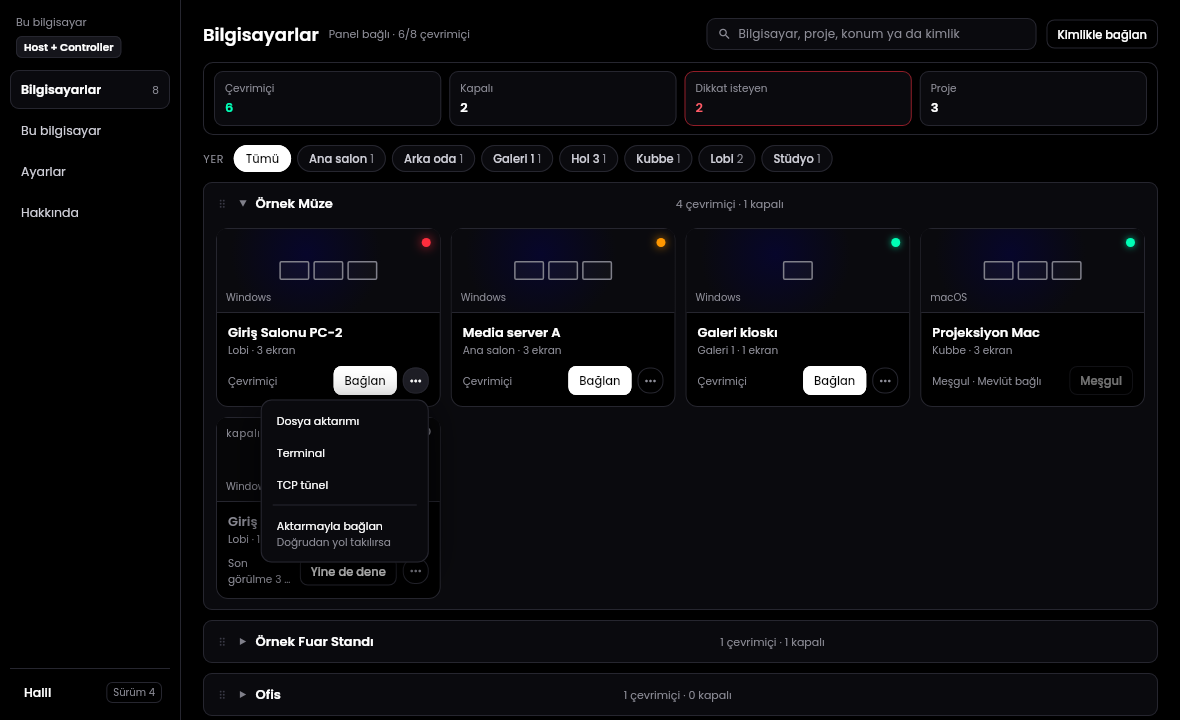 Bu bilgisayar
Host + Controller
Bilgisayarlar 8
Bu bilgisayar
Ayarlar
Hakkında
Halil
Sürüm 4
Bilgisayarlar
Panel bağlı · 6/8 çevrimiçi
Bilgisayar, proje, konum ya da kimlik
Kimlikle bağlan
Çevrimiçi
6
Kapalı
2
Dikkat isteyen
2
Proje
3
YER
Tümü
Ana salon 1
Arka oda 1
Galeri 1 1
Hol 3 1
Kubbe 1
Lobi 2
Stüdyo 1
Örnek Müze
4 çevrimiçi · 1 kapalı
Windows
Giriş Salonu PC-2
Lobi · 3 ekran
Çevrimiçi
Bağlan
Windows
Media server A
Ana salon · 3 ekran
Çevrimiçi
Bağlan
Windows
Galeri kioskı
Galeri 1 · 1 ekran
Çevrimiçi
Bağlan
macOS
Projeksiyon Mac
Kubbe · 3 ekran
Meşgul · Mevlüt bağlı
Meşgul
Dosya aktarımı
Terminal
TCP tünel
Aktarmayla bağlan
Doğrudan yol takılırsa
kapalı
Giriş
Lobi · 1
Son
görülme 3 ...
Yine de dene
Örnek Fuar Standı
1 çevrimiçi · 1 kapalı
Ofis
1 çevrimiçi · 0 kapalı